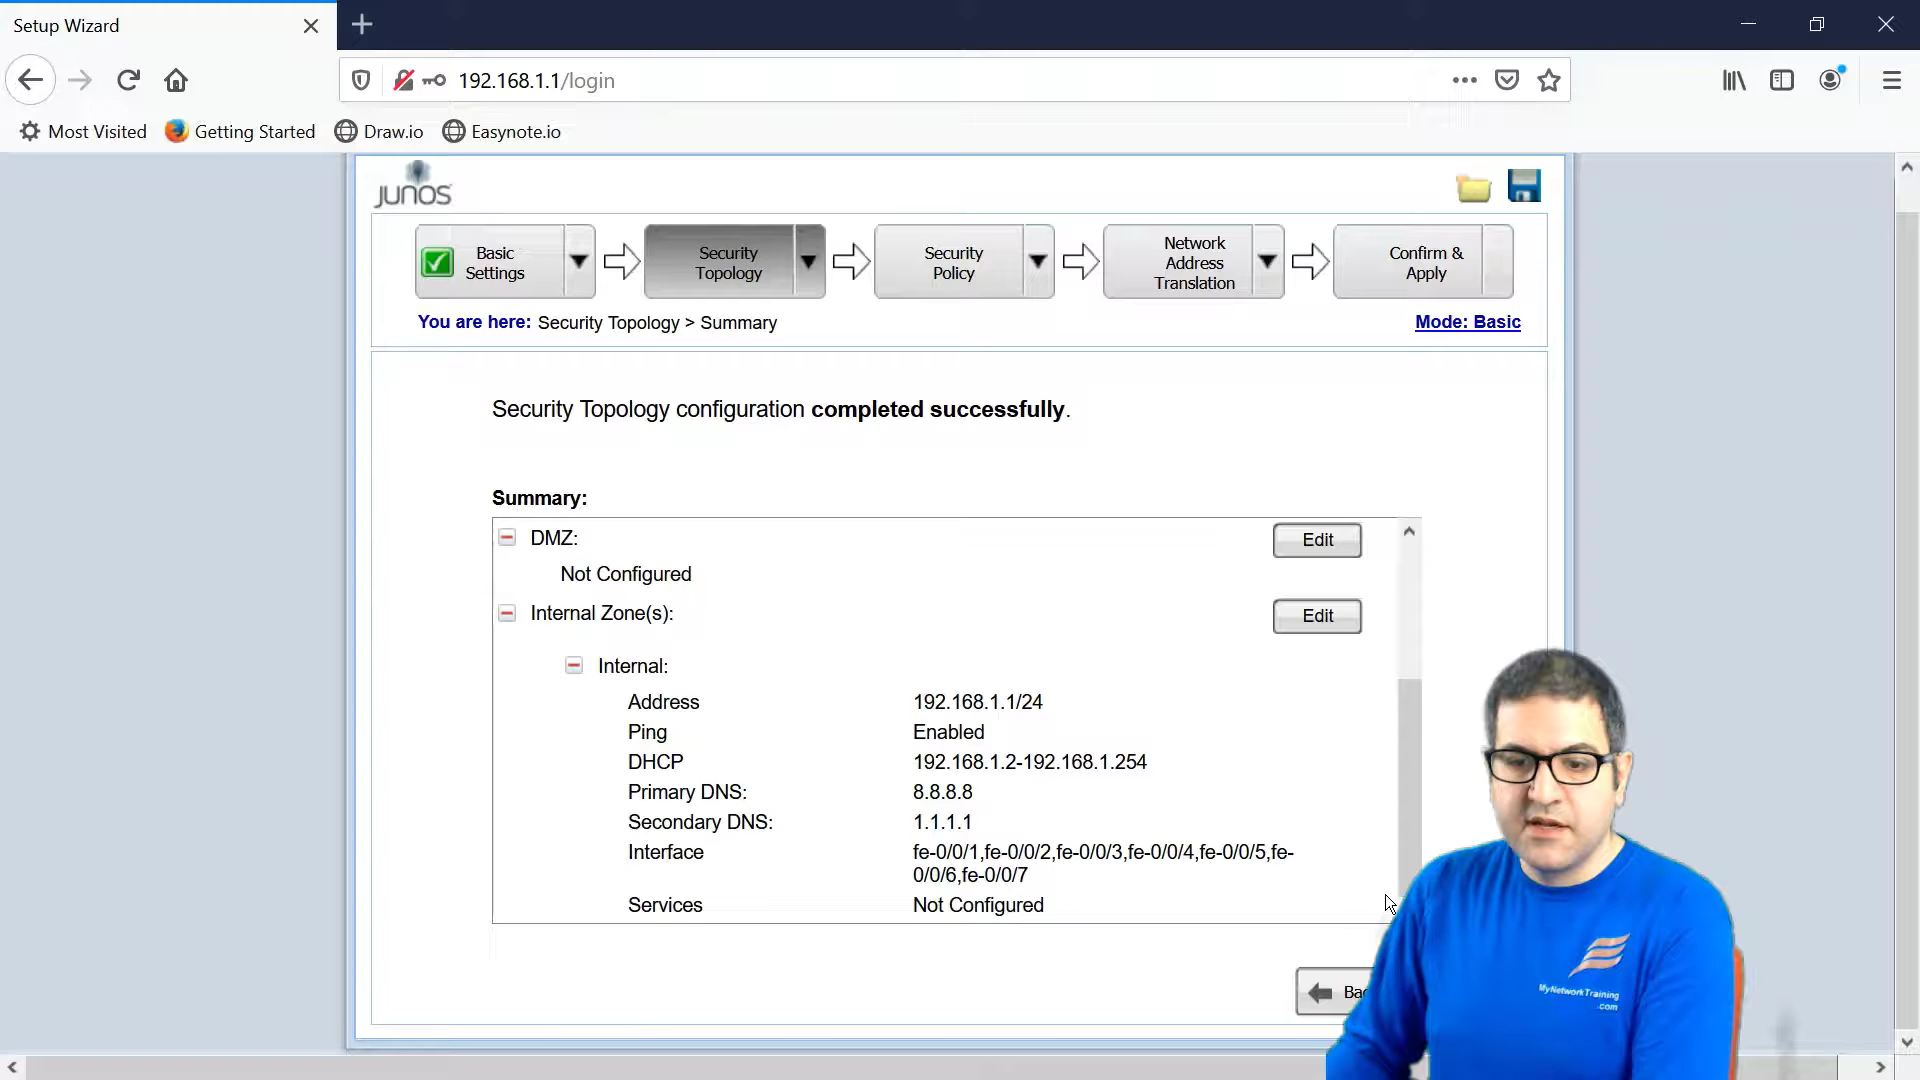 Setup Wizard
192.168.1.1/login
Most Visited
Getting Started
Draw.io
Easynote.io
JUNOS
Basic
Settings
Security
Topology
Security
Policy
Network
Address
Translation
Confirm &
Apply
You are here: Security Topology > Summary
Mode: Basic
Security Topology configuration completed successfully.
Summary:
DMZ:
Edit
Not Configured
Internal Zone(s):
Edit
Internal:
Address 192.168.1.1/24
Ping Enabled
DHCP 192.168.1.2-192.168.1.254
Primary DNS: 8.8.8.8
Secondary DNS: 1.1.1.1
Interface fe-0/0/1,fe-0/0/2,fe-0/0/3,fe-0/0/4,fe-0/0/5,fe-
0/0/6,fe-0/0/7
Services Not Configured
Ba
MyNetworkTraining
.com